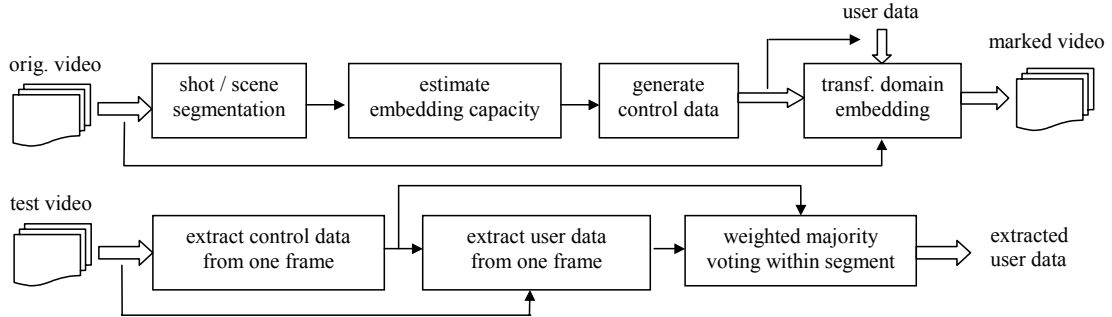 user data
orig. video
marked video
shot / scene
segmentation
estimate
embedding capacity
generate
control data
transf. domain
embedding
test video
extract control data
from one frame
extract user data
from one frame
weighted majority
voting within segment
extracted
user data